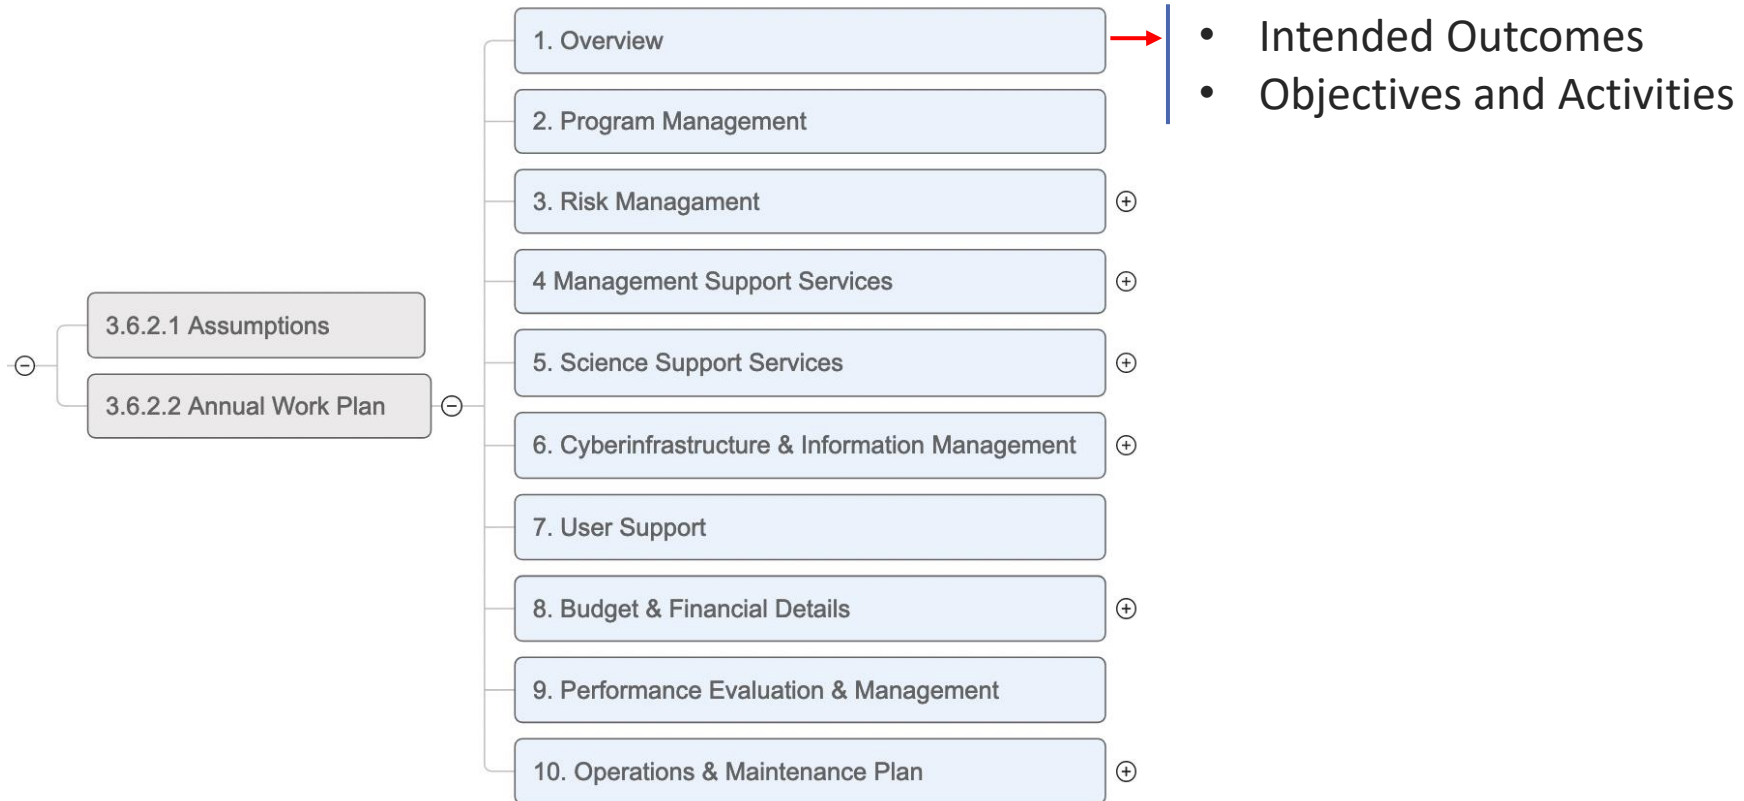 1. Overview
• Intended Outcomes
• Objectives and Activities
2. Program Management
3. Risk Managament
4 Management Support Services
3.6.2.1 Assumptions
5. Science Support Services
3.6.2.2 Annual Work Plan
6. Cyberinfrastructure & Information Management
7. User Support
8. Budget & Financial Details
9. Performance Evaluation & Management
10. Operations & Maintenance Plan